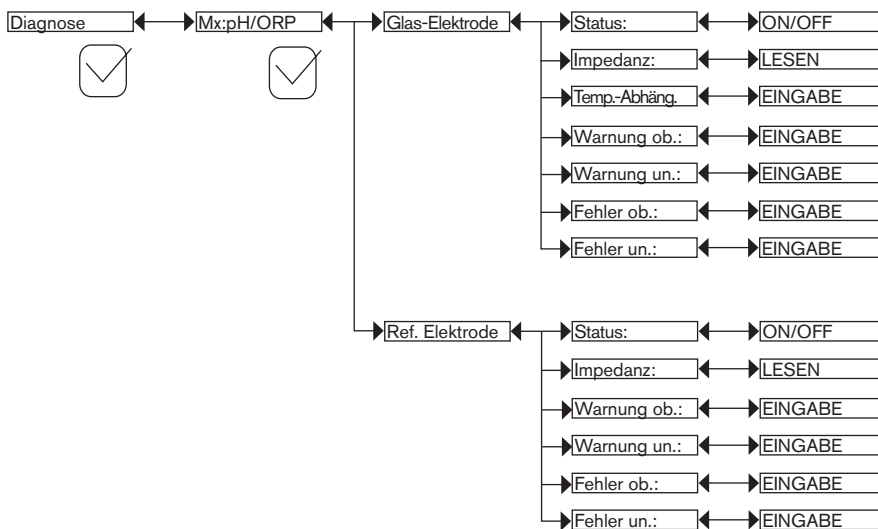 Diagnose Mx:pH/ORP Glas-Elektrode Status: ON/OFF
Impedanz: LESEN
Temp.-Abhäng. EINGABE
Warnung ob.: EINGABE
Warnung un.: EINGABE
Fehler ob.: EINGABE
Fehler un.: EINGABE
Ref. Elektrode Status: ON/OFF
Impedanz: LESEN
Warnung ob.: EINGABE
Warnung un.: EINGABE
Fehler ob.: EINGABE
Fehler un.: EINGABE